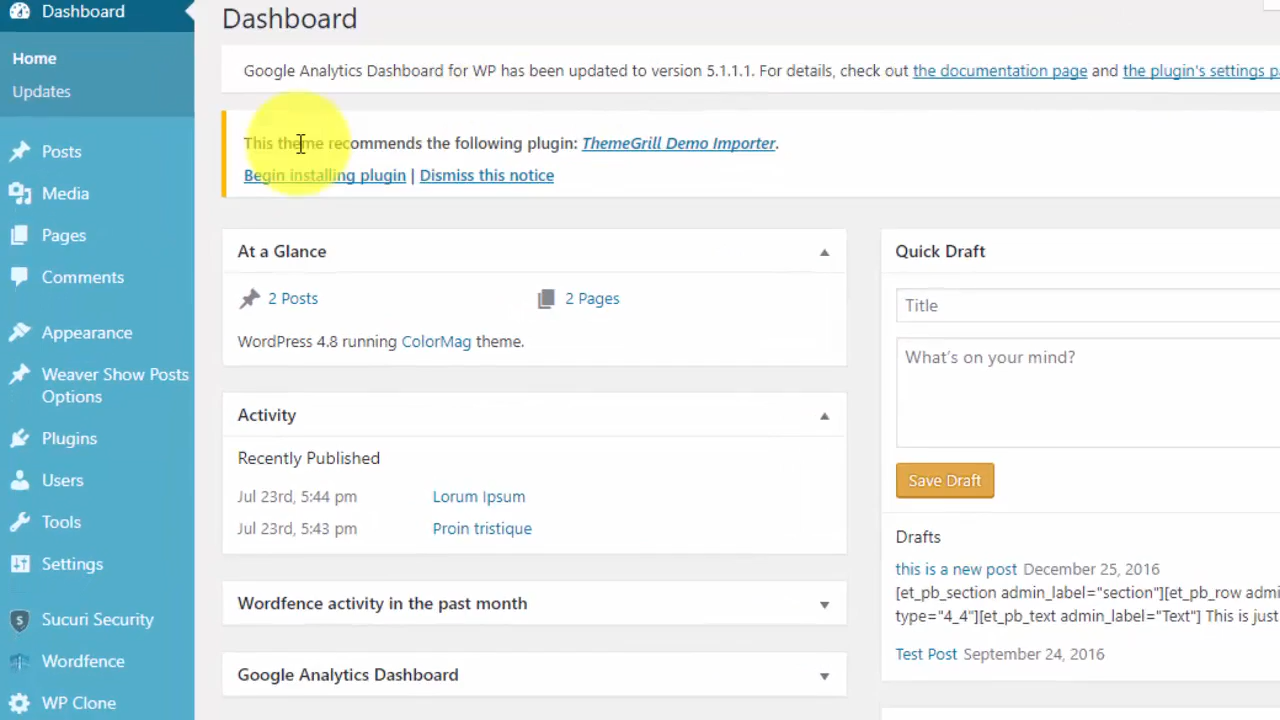 Dashboard
Home
Updates
Posts
Media
Pages
Comments
Appearance
Weaver Show Posts
Options
Plugins
Users
Tools
Settings
Sucuri Security
Wordfence
WP Clone
Dashboard
Google Analytics Dashboard for WP has been updated to version 5.1.1.1. For details, check out the documentation page and the plugin's settings
This theme recommends the following plugin: ThemeGrill Demo Importer.
Begin installing plugin | Dismiss this notice
At a Glance
2 Posts 2 Pages
WordPress 4.8 running ColorMag theme.
Activity
Recently Published
Jul 23rd, 5:44 pm Lorum Ipsum
Jul 23rd, 5:43 pm Proin tristique
Wordfence activity in the past month
Google Analytics Dashboard
Quick Draft
Title
What's on your mind?
Save Draft
Drafts
this is a new post December 25, 2016
[et_pb_section admin_label="section"][et_pb_row
type="4_4"][et_pb_text admin_label="Text"] This is just
Test Post September 24, 2016